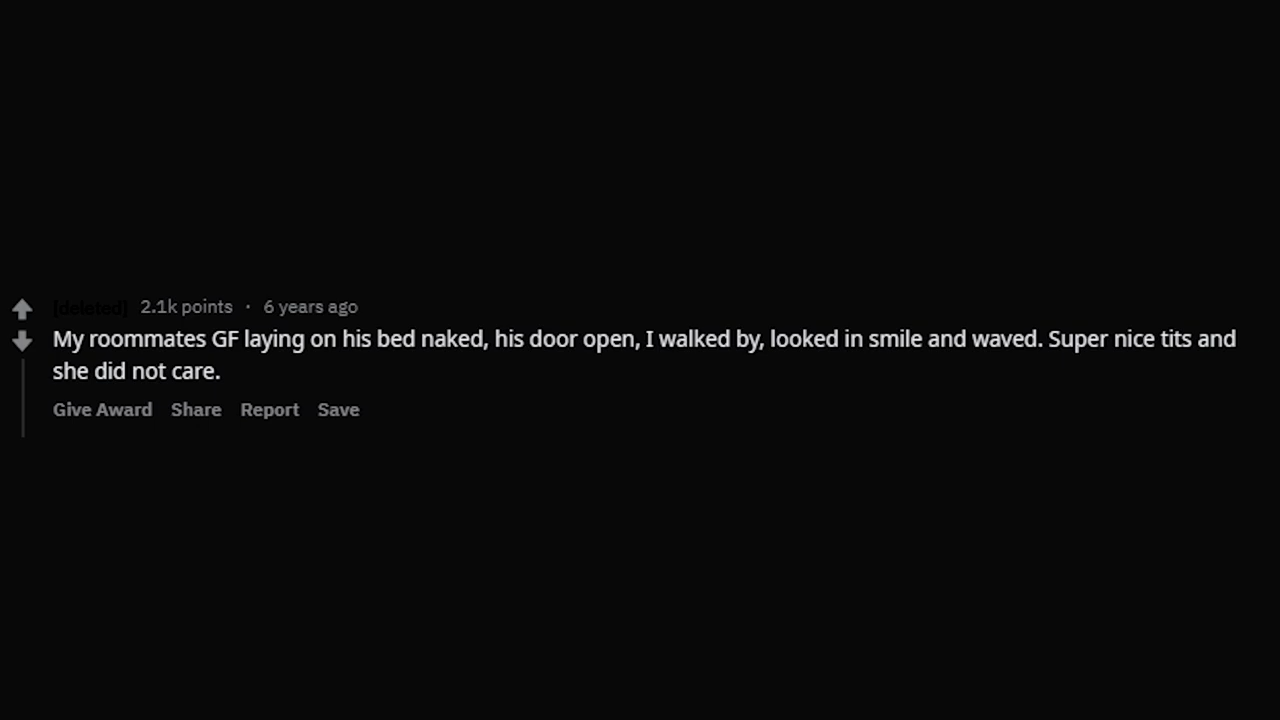 [deleted] 2.1k points · 6 years ago
My roommates GF laying on his bed naked, his door open, I walked by, looked in smile and waved. Super nice tits and
she did not care.
Give Award Share Report Save